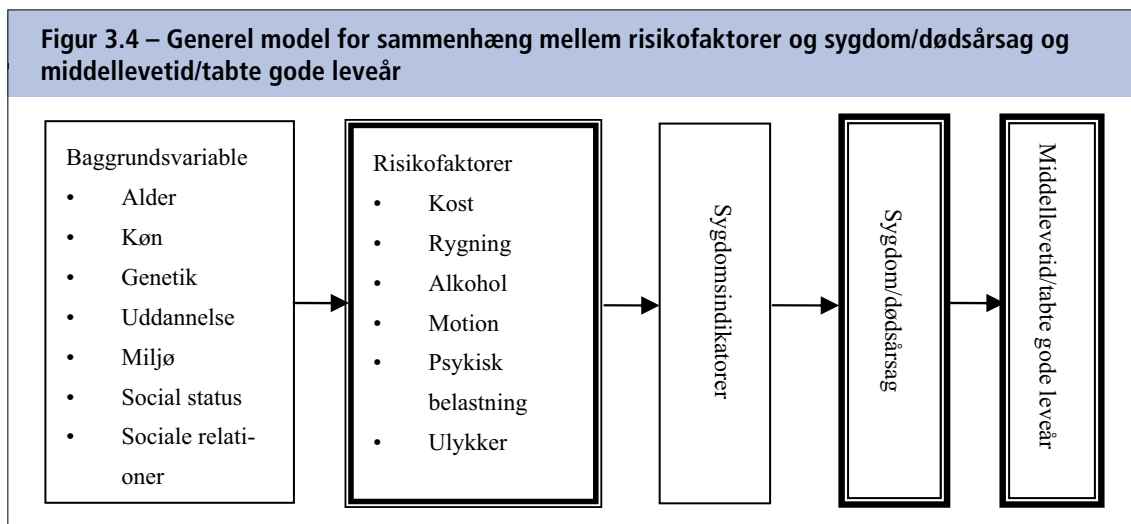 Figur 3.4 – Generel model for sammenhæng mellem risikofaktorer og sygdom/dødsårsag og
middellevetid/tabte gode leveår
Baggrundsvariable
• Alder
• Køn
• Genetik
• Uddannelse
• Miljø
• Social status
• Sociale relati-
oner
Risikofaktorer
• Kost
• Rygning
• Alkohol
• Motion
• Psykisk
belastning
• Ulykker
Sygdomsindikatorer
Sygdom/dødsårsag
Middellevetid/tabte gode leveår